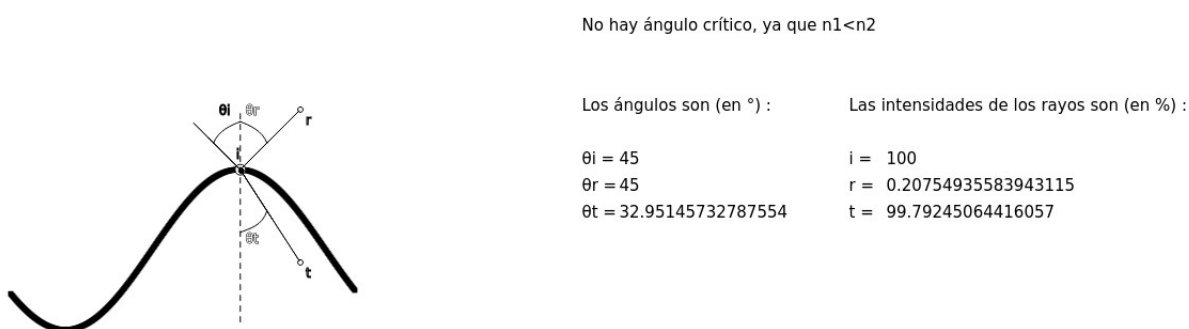 No hay ángulo crítico, ya que n1<n2
θi θr
r
i
θt
t
Los ángulos son (en °) :
θi = 45
θr = 45
θt = 32.95145732787554
Las intensidades de los rayos son (en %) :
i = 100
r = 0.20754935583943115
t = 99.79245064416057